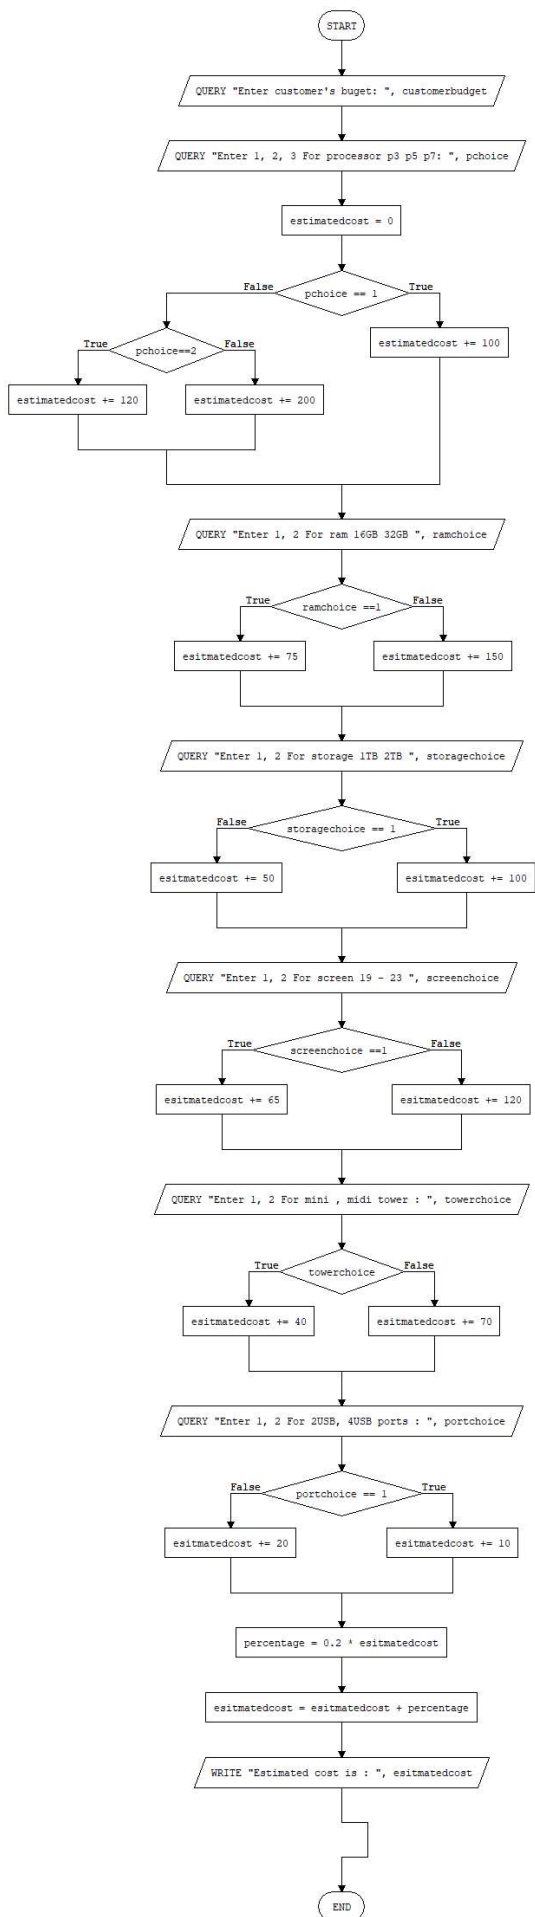 START
QUERY "Enter customer's buget: ", customerbudget
QUERY "Enter 1, 2, 3 For processor p3 p5 p7: ", pchoice
estimatedcost = 0
False
pchoice == 1
True
True
pchoice==2
False
estimatedcost += 100
estimatedcost += 120
estimatedcost += 200
QUERY "Enter 1, 2 For ram 16GB 32GB ", ramchoice
True
ramchoice ==1
False
esitmatedcost += 75
esitmatedcost += 150
QUERY "Enter 1, 2 For storage 1TB 2TB ", storagechoice
False
storagechoice == 1
True
esitmatedcost += 50
esitmatedcost += 100
QUERY "Enter 1, 2 For screen 19 - 23 ", screenchoice
True
screenchoice ==1
False
esitmatedcost += 65
esitmatedcost += 120
QUERY "Enter 1, 2 For mini , midi tower : ", towerchoice
True
towerchoice
False
esitmatedcost += 40
esitmatedcost += 70
QUERY "Enter 1, 2 For 2USB, 4USB ports : ", portchoice
False
portchoice == 1
True
esitmatedcost += 20
esitmatedcost += 10
percentage = 0.2 * esitmatedcost
esitmatedcost = esitmatedcost + percentage
WRITE "Estimated cost is : ", esitmatedcost
END